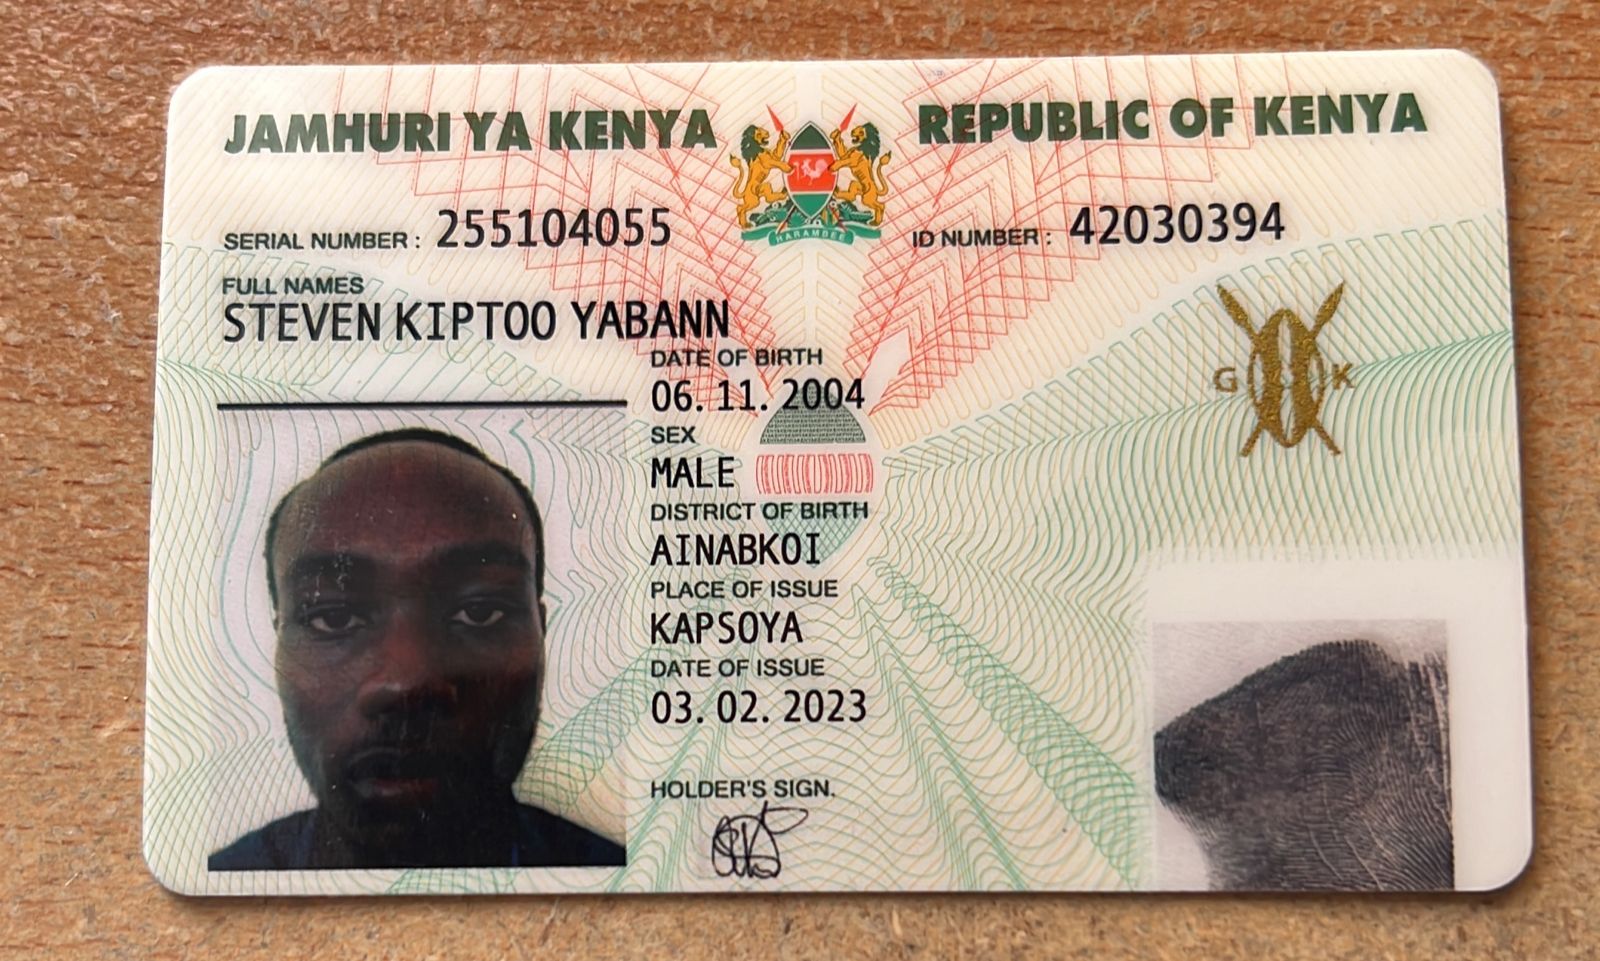 JAMHURI YA KENYA REPUBLIC OF KENYA
HARAMBEE
SERIAL NUMBER : 255104055 ID NUMBER : 42030394
FULL NAMES
STEVEN KIPTOO YABANN
DATE OF BIRTH
06. 11. 2004
G K
SEX
MALE
DISTRICT OF BIRTH
AINABKOI
PLACE OF ISSUE
KAPSOYA
DATE OF ISSUE
03. 02. 2023
HOLDER'S SIGN.